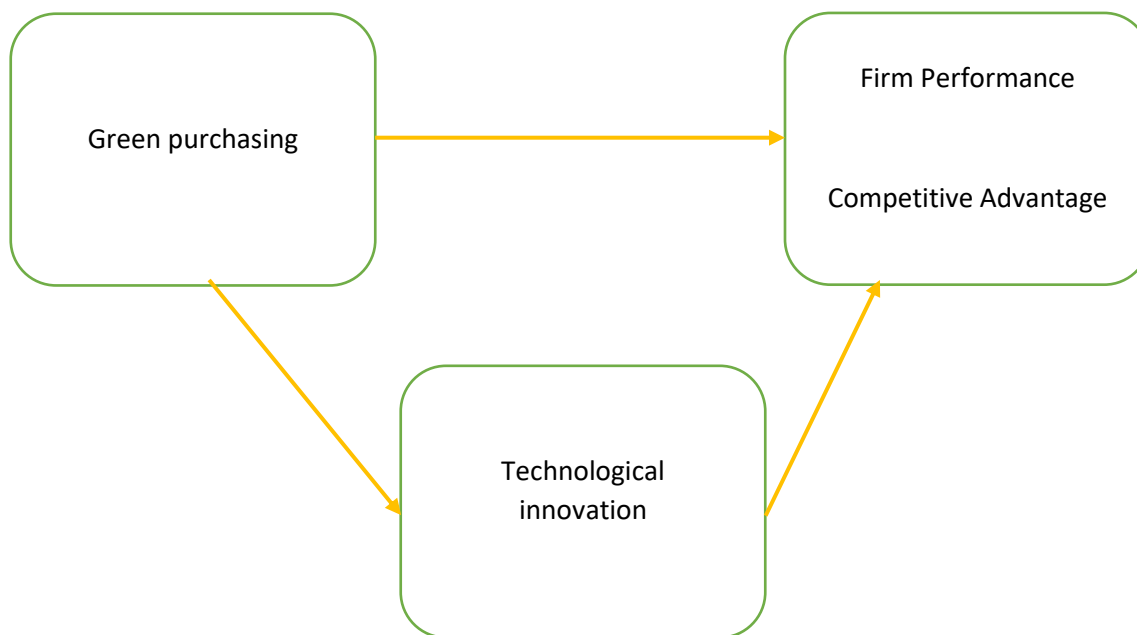 Green purchasing
Firm Performance
Competitive Advantage
Technological
innovation